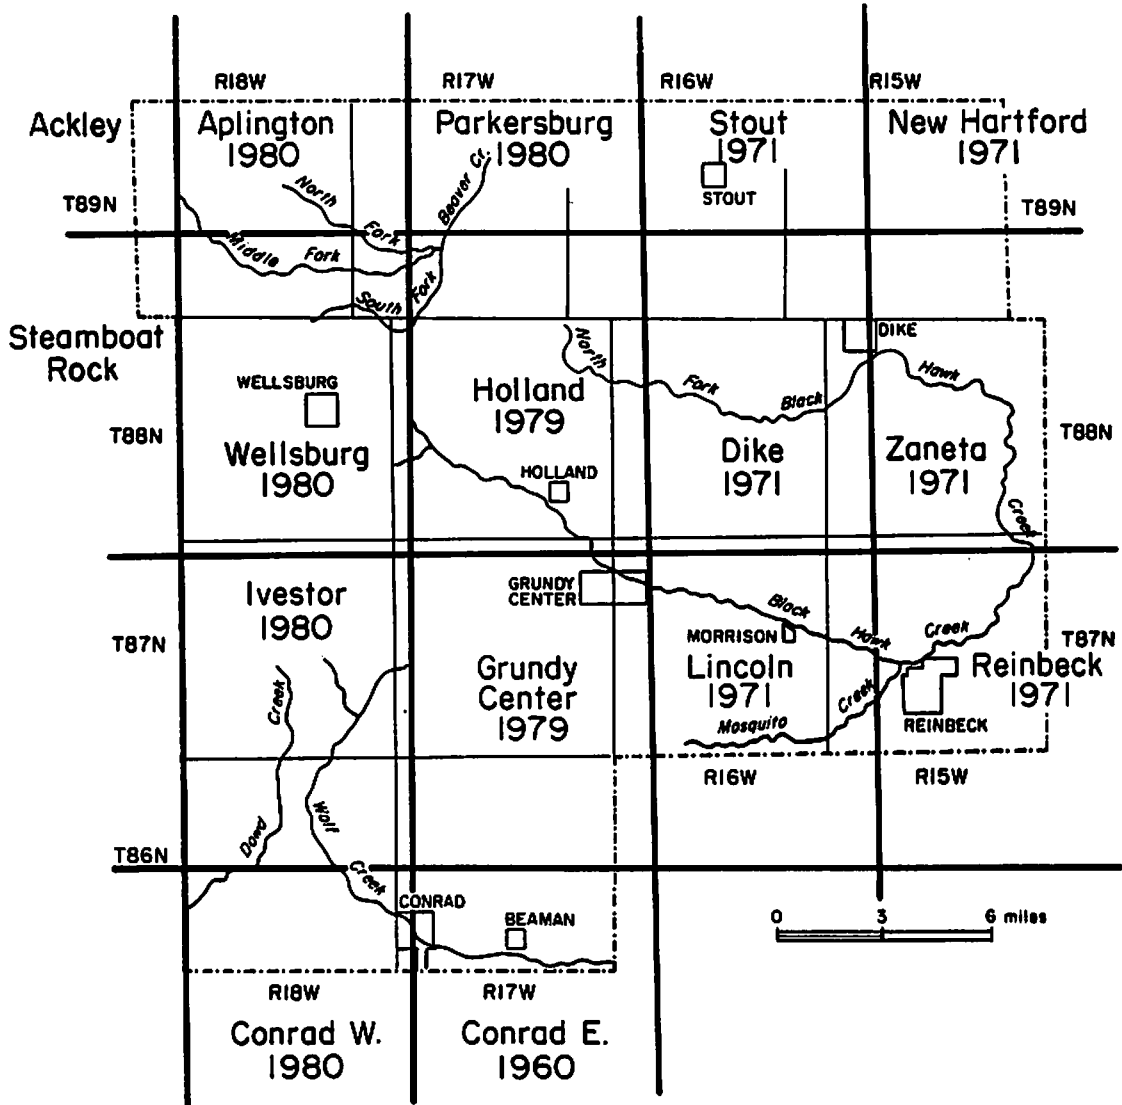 R18W
R17W
R16W
R15W
Ackley
Aplington
1980
Parkersburg
1980
Stout
1971
New Hartford
1971
STOUT
T89N
T89N
North
Fork
Beaver Cr.
Middle
Fork
South
Fork
Steamboat
Rock
DIKE
WELLSBURG
Holland
1979
North
Fork
Black
Hawk
T88N
T88N
Wellsburg
1980
HOLLAND
Dike
1971
Zaneta
1971
Creek
Ivestor
1980
GRUNDY
CENTER
Black
Hawk
Creek
MORRISON
T87N
T87N
Grundy
Center
1979
Lincoln
1971
Reinbeck
1971
Creek
Mosquito
Creek
REINBECK
R16W
R15W
Dowd
Wolf
Creek
T86N
CONRAD
BEAMAN
0 3 6 miles
R18W
R17W
Conrad W.
1980
Conrad E.
1960